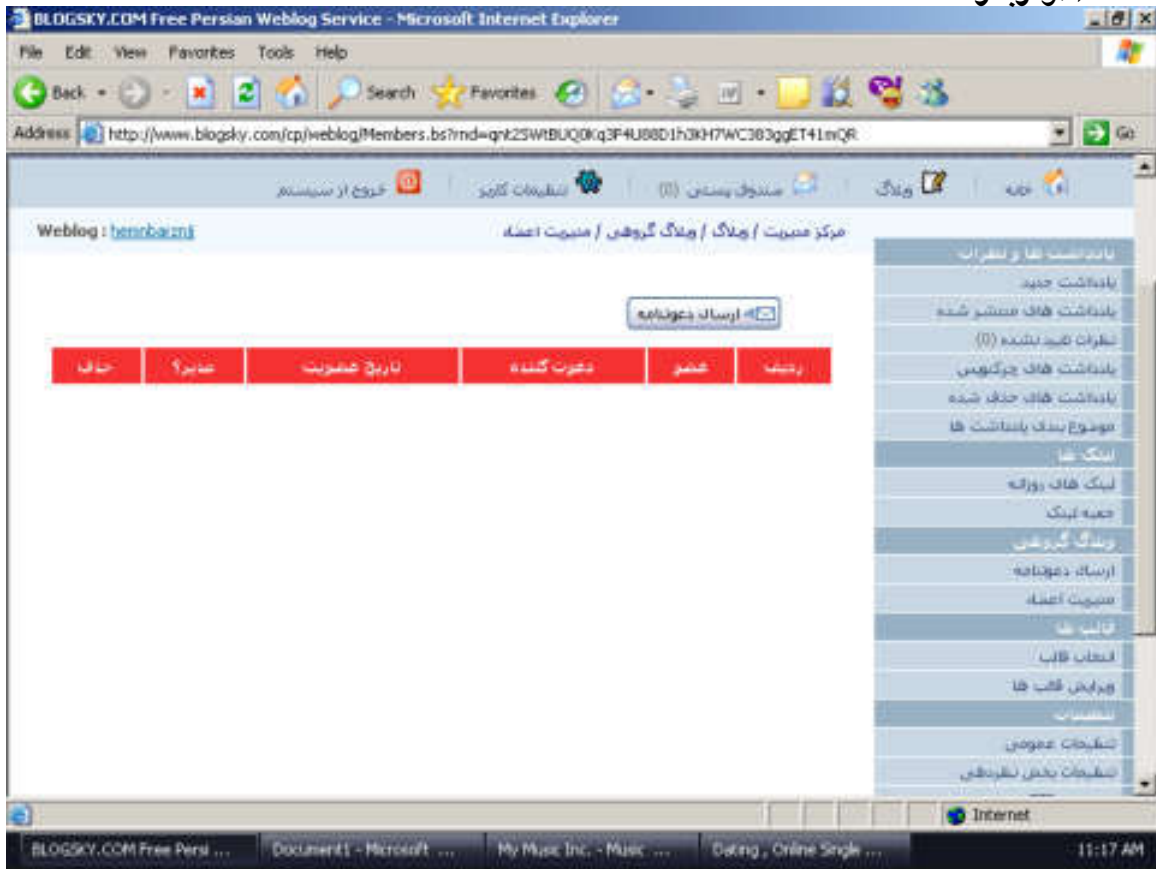 BLOGSKY.COM Free Persian Weblog Service - Microsoft Internet Explorer
File Edit View Favorites Tools Help
Back Search Favorites
Address http://www.blogsky.com/cp/weblog/Members.bs? Go
خانه وبلاگ صندوق پستی (0) تنظیمات کاربر خروج از سیستم
مرکز مدیریت / وبلاگ / وبلاگ گروهی / مدیریت اعضاء
Weblog :
ارسال دعوتنامه
ردیف عضو دعوت کننده تاریخ عضویت مدیر؟ حذف
یادداشت ها و نظرات
یادداشت جدید
یادداشت های منتشر شده
نظرات تایید نشده (0)
یادداشت های چرکنویس
یادداشت های حذف شده
موضوع بندی یادداشت ها
لینک ها
لینک های روزانه
جعبه لینک
وبلاگ گروهی
ارسال دعوتنامه
مدیریت اعضاء
قالب ها
انتخاب قالب
ویرایش قالب ها
تنظیمات
تنظیمات عمومی
تنظیمات بخش نظردهی
Internet
BLOGSKY.COM Free Persi ... Document1 - Microsoft ... My Music Inc. - Music ... Dating , Online Single ... 11:17 AM